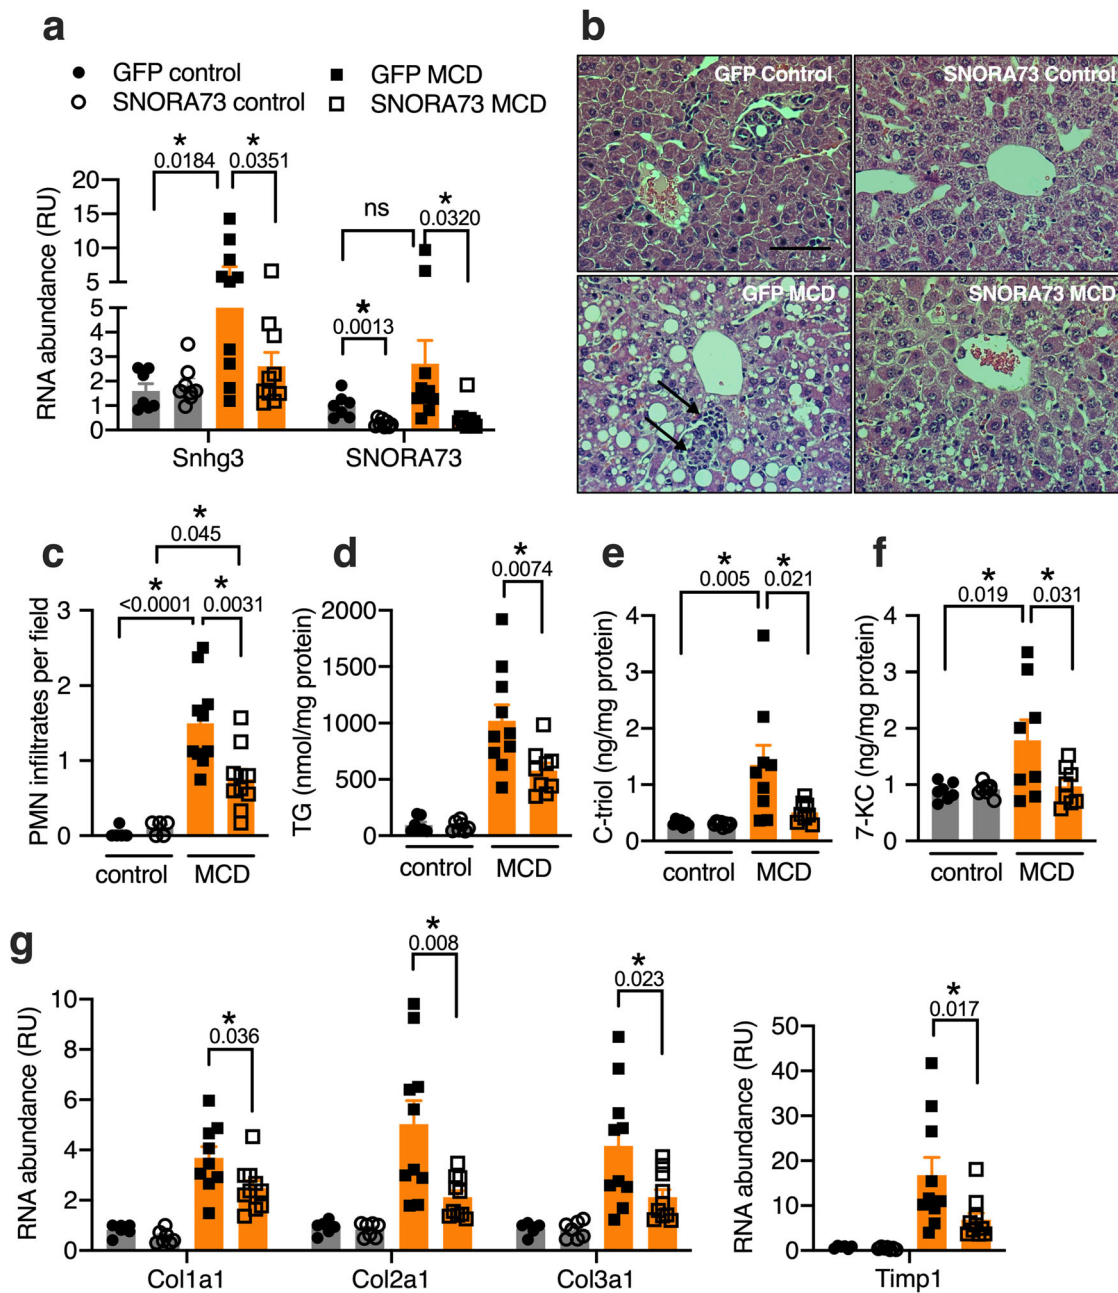 a
GFP control
SNORA73 control
GFP MCD
SNORA73 MCD
RNA abundance (RU)
20
15
10
5
5
4
3
2
1
0
*
0.0184
*
0.0351
ns
*
0.0013
*
0.0320
Snhg3
SNORA73
b
GFP Control
SNORA73 Control
GFP MCD
SNORA73 MCD
c
PMN infiltrates per field
3
2
1
0
*
0.045
*
<0.0001
*
0.0031
control
MCD
d
TG (nmol/mg protein)
2000
1500
1000
500
0
*
0.0074
control
MCD
e
C-triol (ng/mg protein)
4
3
2
1
0
*
0.005
*
0.021
control
MCD
f
7-KC (ng/mg protein)
4
3
2
1
0
*
0.019
*
0.031
control
MCD
g
RNA abundance (RU)
10
8
6
4
2
0
*
0.036
*
0.008
*
0.023
Col1a1
Col2a1
Col3a1
RNA abundance (RU)
50
40
30
20
10
0
*
0.017
Timp1